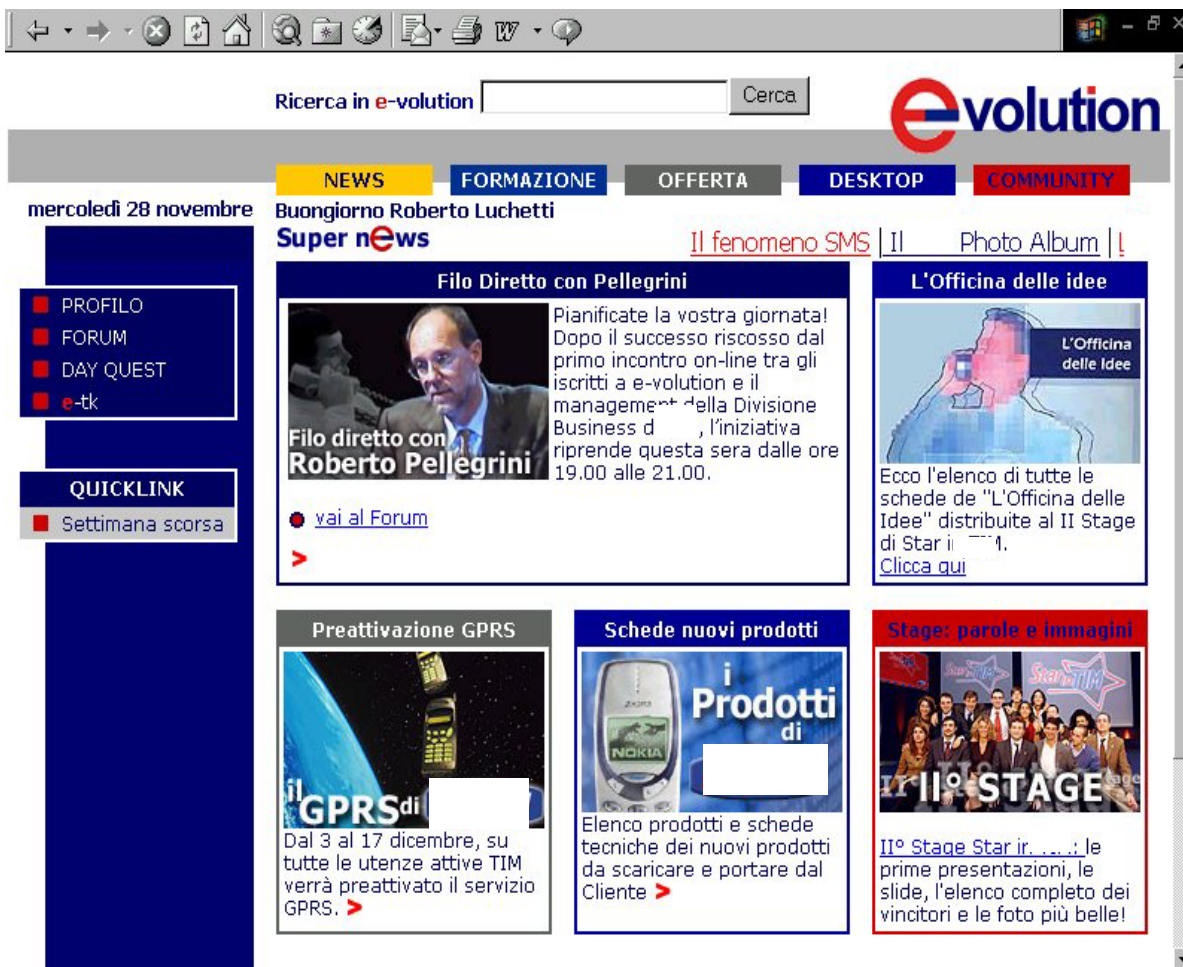 Ricerca in e-volution
Cerca
evolution
NEWS
FORMAZIONE
OFFERTA
DESKTOP
COMMUNITY
mercoledì 28 novembre
Buongiorno Roberto Luchetti
Super news
Il fenomeno SMS | Il Photo Album |
PROFILO
FORUM
DAY QUEST
e-tk
QUICKLINK
Settimana scorsa
Filo Diretto con Pellegrini
Filo diretto con
Roberto Pellegrini
Pianificate la vostra giornata!
Dopo il successo riscosso dal
primo incontro on-line tra gli
iscritti a e-volution e il
management della Divisione
Business d , l'iniziativa
riprende questa sera dalle ore
19.00 alle 21.00.
vai al Forum
>
L'Officina delle idee
L'Officina
delle Idee
Ecco l'elenco di tutte le
schede de "L'Officina delle
Idee" distribuite al II Stage
di Star in TIM.
Clicca qui
Preattivazione GPRS
il
GPRS di
Dal 3 al 17 dicembre, su
tutte le utenze attive TIM
verrà preattivato il servizio
GPRS. >
Schede nuovi prodotti
NOKIA
i
Prodotti
di
Elenco prodotti e schede
tecniche dei nuovi prodotti
da scaricare e portare dal
Cliente >
Stage: parole e immagini
StarinTIM
II° STAGE
IIº Stage Star in : le
prime presentazioni, le
slide, l'elenco completo dei
vincitori e le foto più belle!